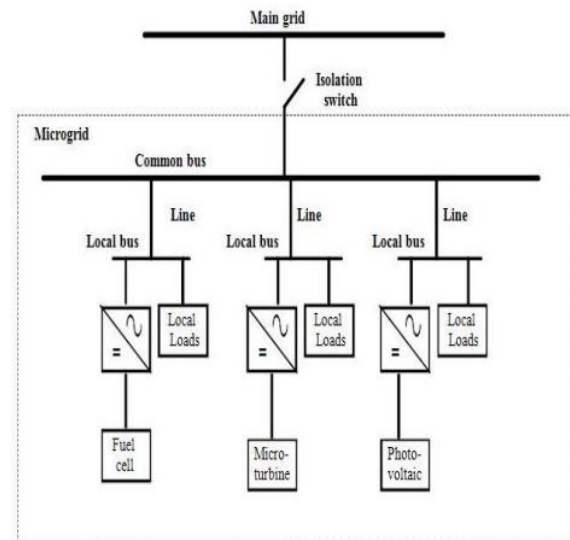 Main grid
Isolation
switch
Microgrid
Common bus
Line
Line
Line
Local bus
Local bus
Local bus
Local
Loads
Local
Loads
Local
Loads
Fuel
cell
Micro-
turbine
Photo-
voltaic